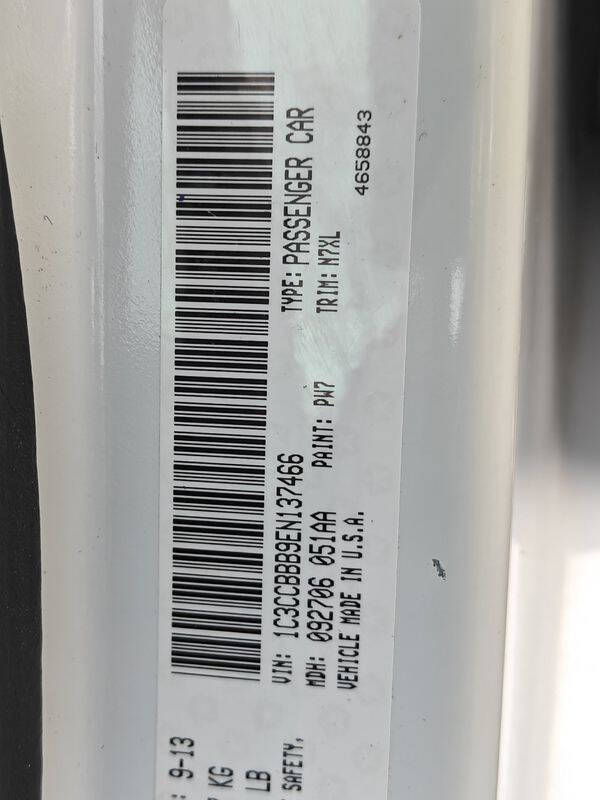 : 9-13
KG
LB
SAFETY,
VIN: 1C3CCBBB9EN137466
TYPE: PASSENGER CAR
MDH: 092706 051AA
PAINT: PW7
TRIM: N7XL
VEHICLE MADE IN U.S.A.
4658843